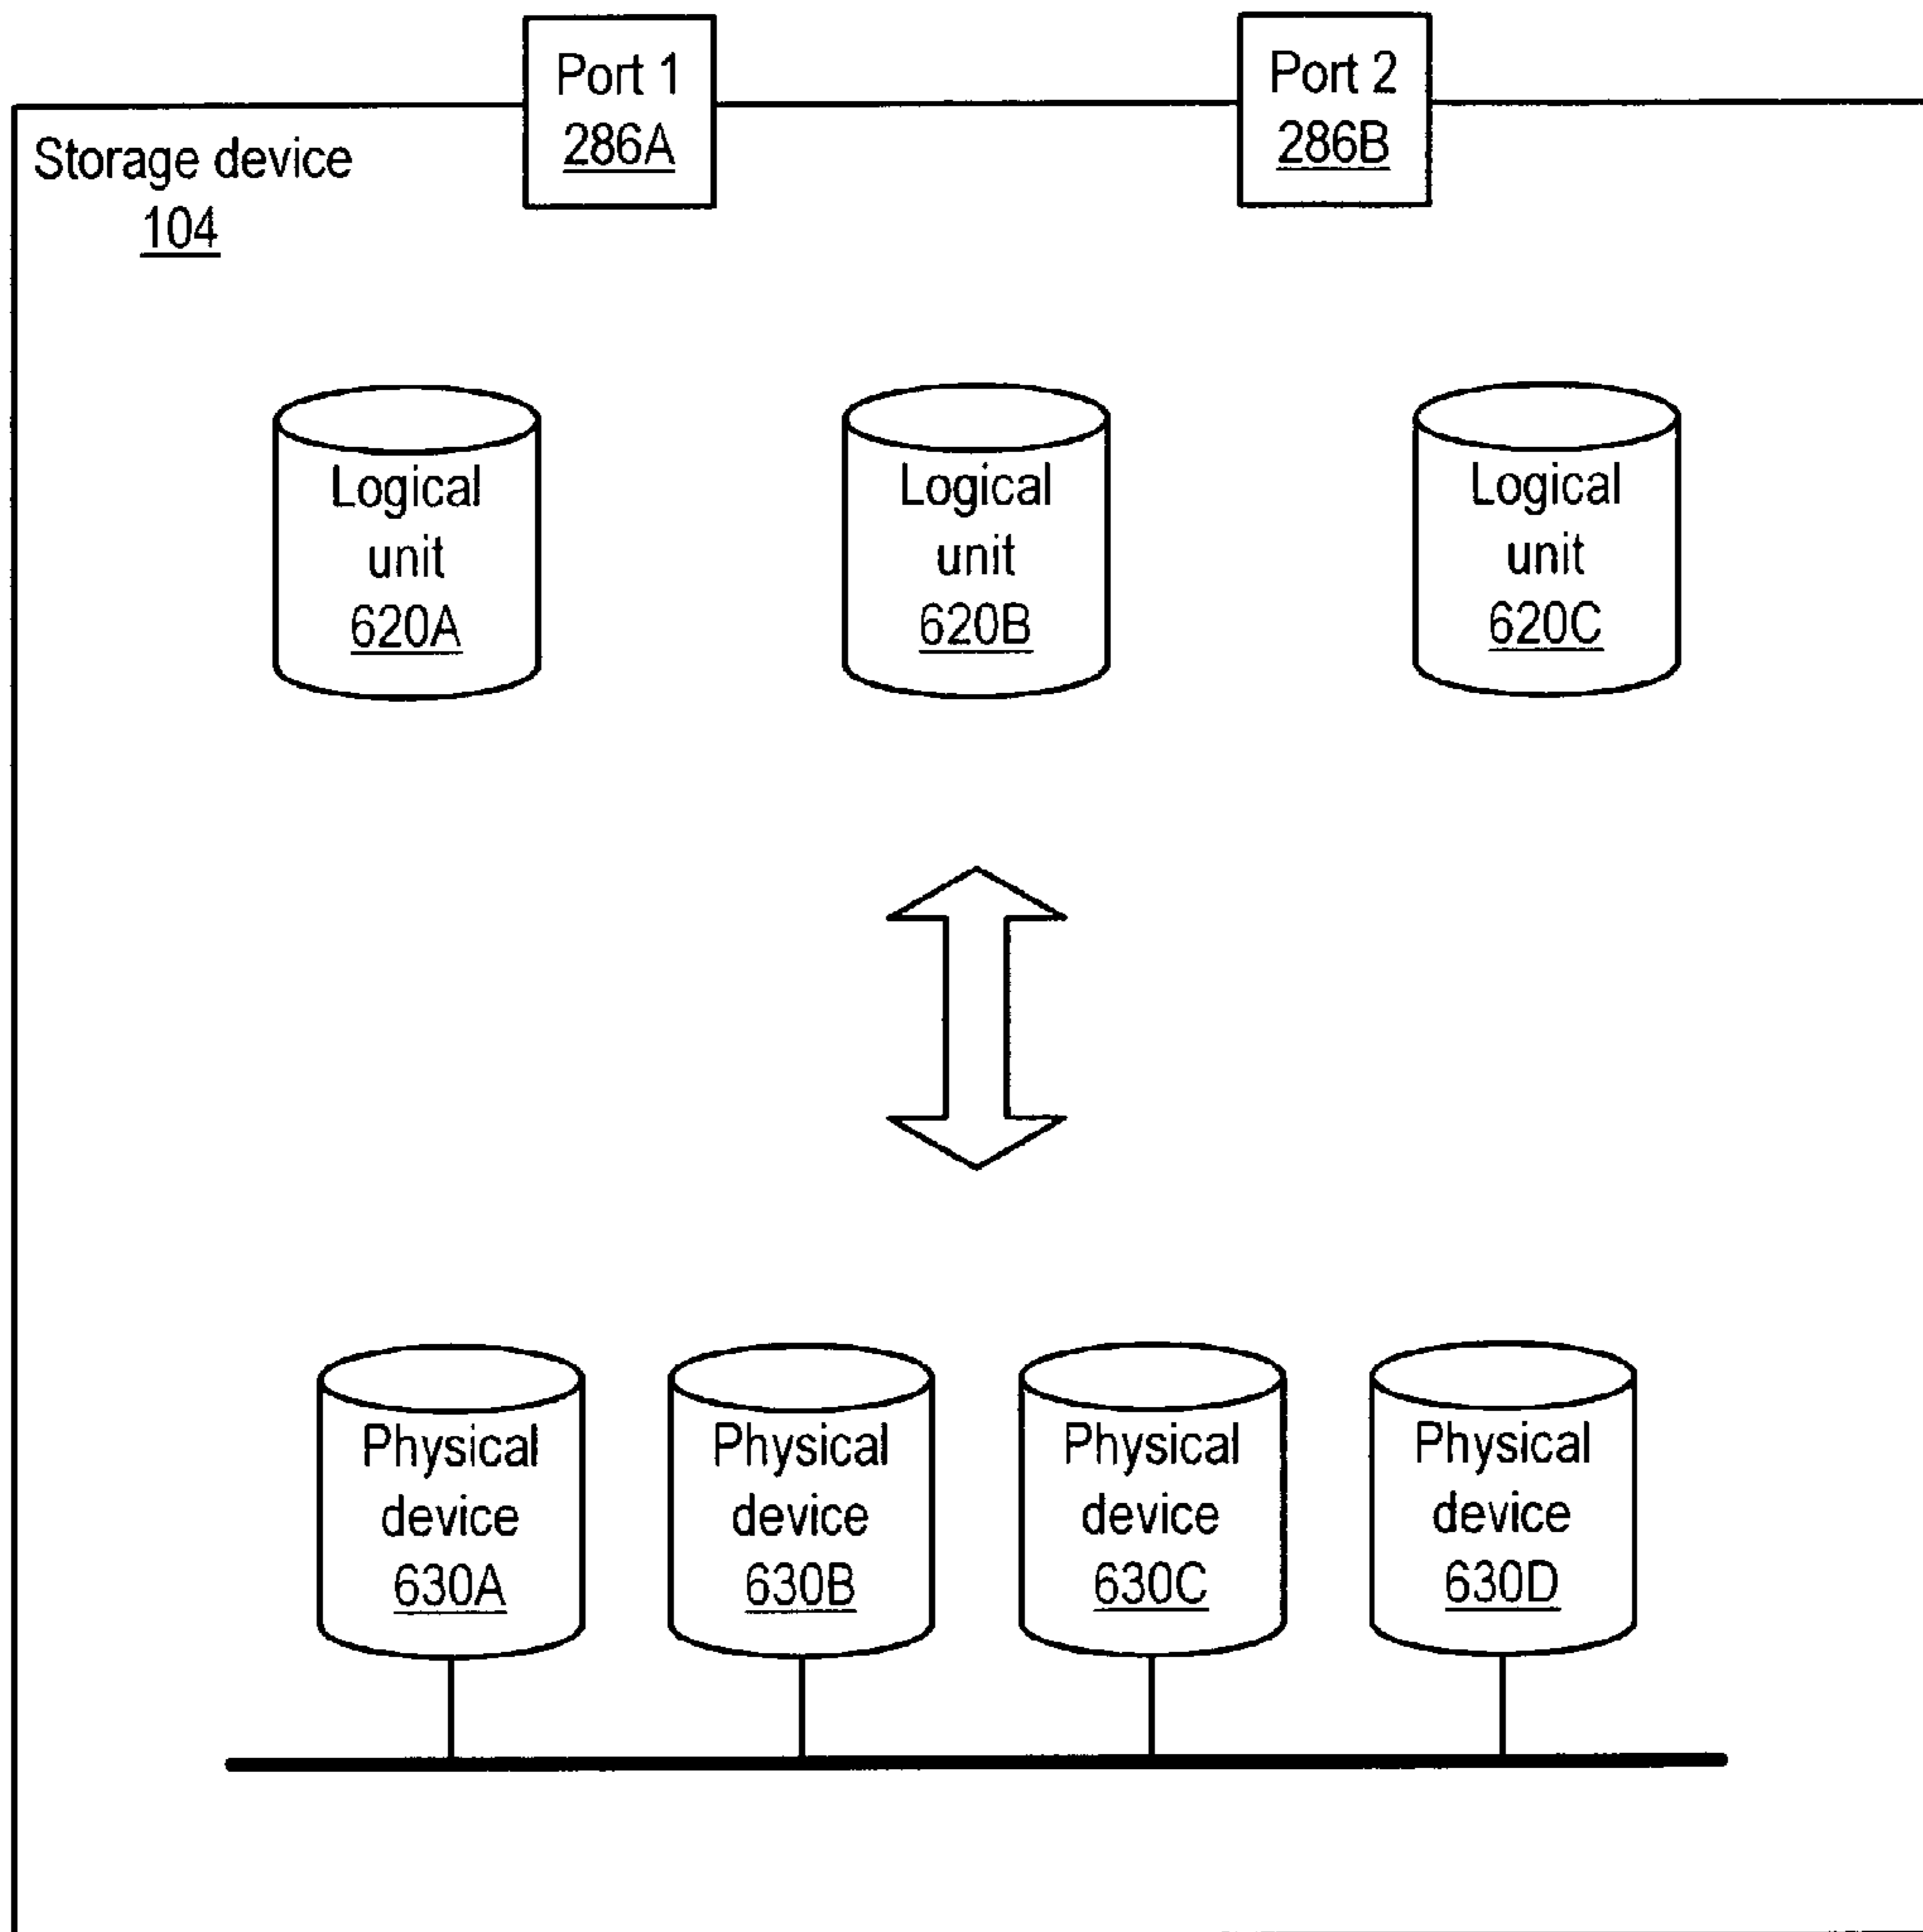 Port 1
286A
Port 2
286B
Storage device
104
Logical
unit
620A
Logical
unit
620B
Logical
unit
620C
Physical
device
630A
Physical
device
630B
Physical
device
630C
Physical
device
630D